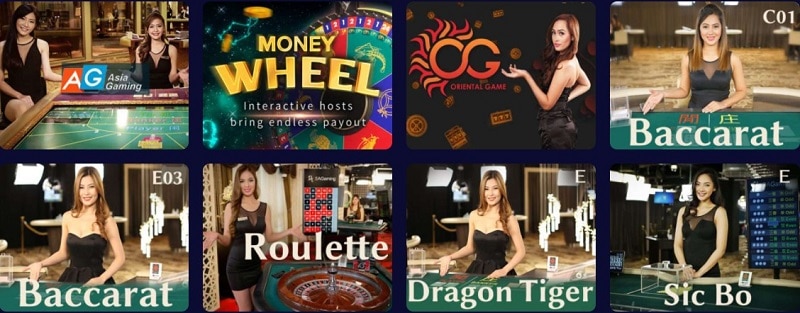 AG Asia
Gaming
MONEY
WHEEL
Interactive hosts
bring endless payout
OG
ORIENTAL GAME
C01
Baccarat
E03
Baccarat
Roulette
E
Dragon Tiger
E
Sic Bo